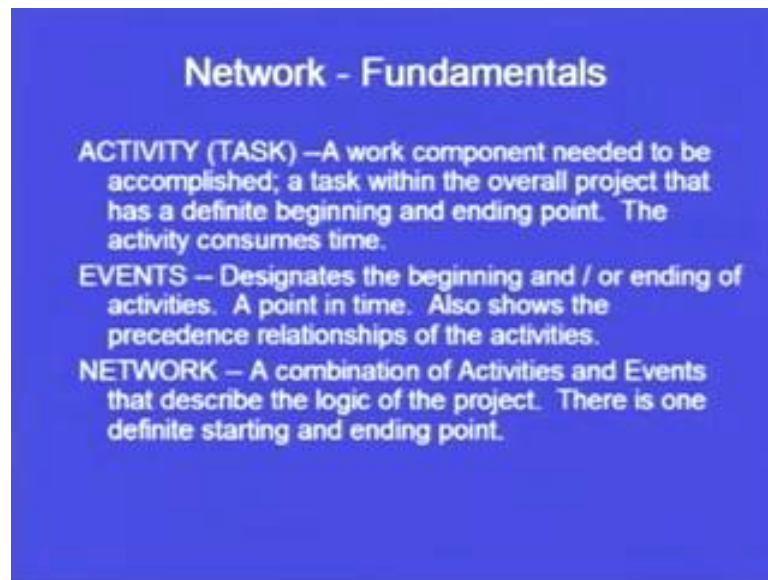 Network - Fundamentals
ACTIVITY (TASK) –A work component needed to be
accomplished; a task within the overall project that
has a definite beginning and ending point.  The
activity consumes time.
EVENTS – Designates the beginning and / or ending of
activities.  A point in time.  Also shows the
precedence relationships of the activities.
NETWORK – A combination of Activities and Events
that describe the logic of the project.  There is one
definite starting and ending point.